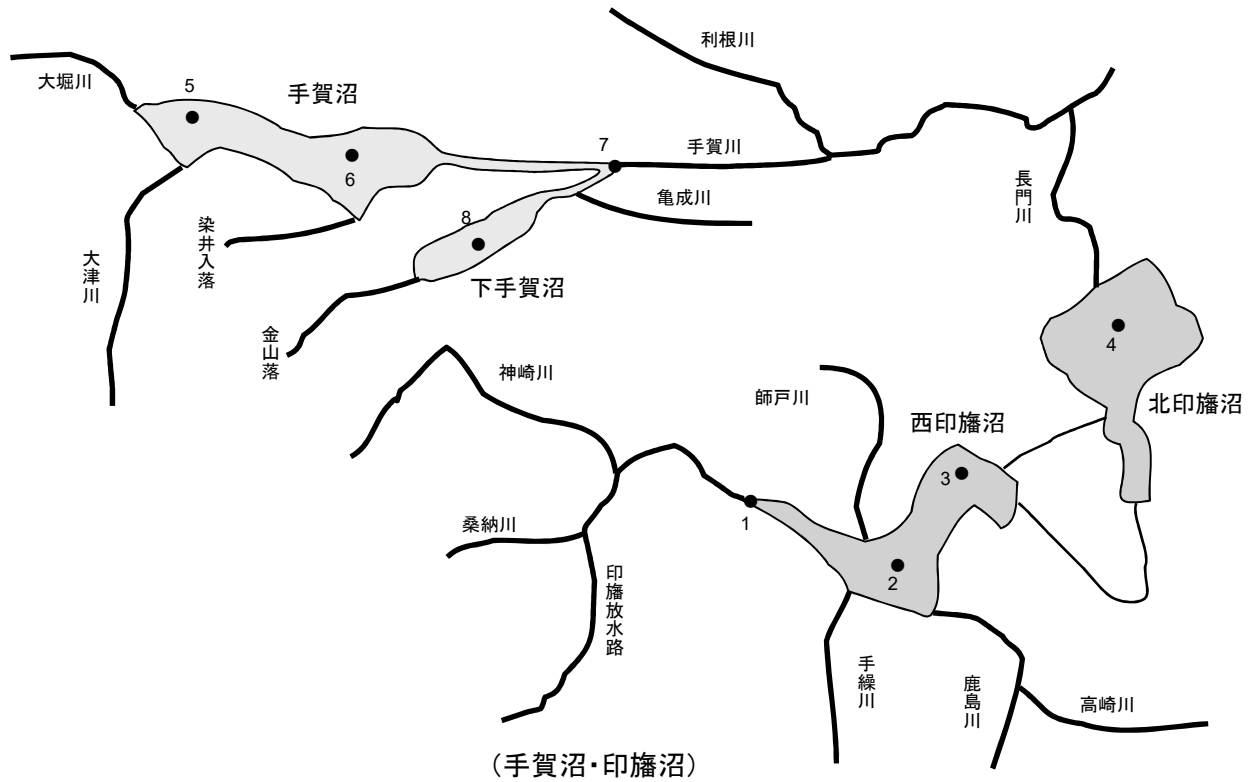 利根川
大堀川
5
手賀沼
7
手賀川
6
亀成川
長門川
8
染井入落
大津川
下手賀沼
金山落
4
神崎川
師戸川
北印旛沼
西印旛沼
3
1
桑納川
2
印旛放水路
手繰川
鹿島川
高崎川
(手賀沼・印旛沼)